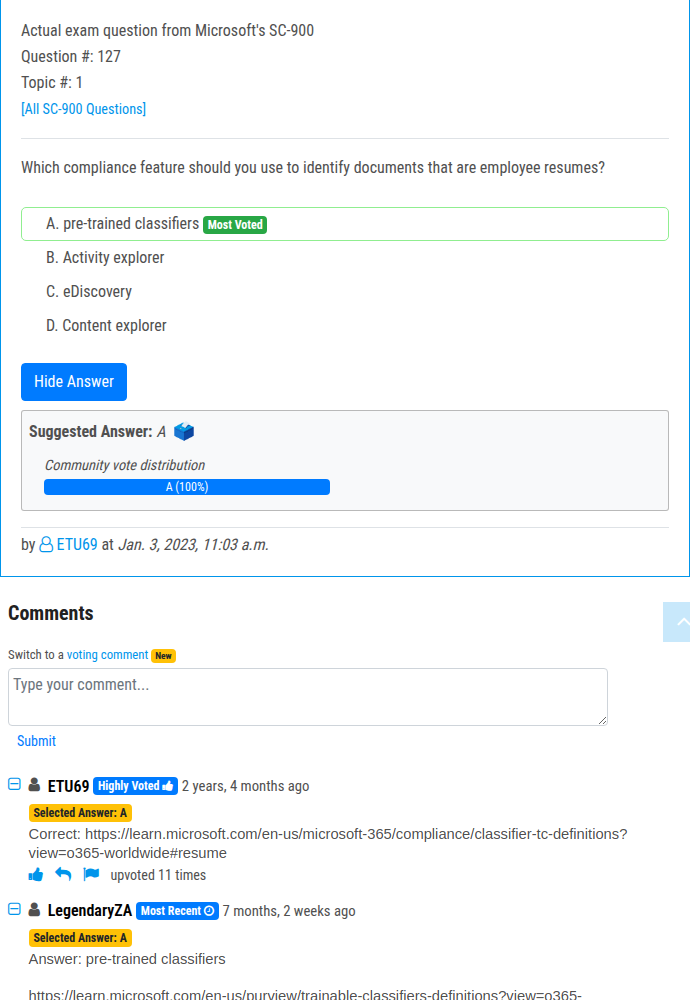 Actual exam question from Microsoft's SC-900
Question #: 127
Topic #: 1
[All SC-900 Questions]
Which compliance feature should you use to identify documents that are employee resumes?
A. pre-trained classifiers Most Voted
B. Activity explorer
C. eDiscovery
D. Content explorer
Hide Answer
Suggested Answer: A
Community vote distribution
A (100%)
by ETU69 at Jan. 3, 2023, 11:03 a.m.
Comments
Switch to a voting comment New
Type your comment...
Submit
ETU69 Highly Voted 2 years, 4 months ago
Selected Answer: A
Correct: https://learn.microsoft.com/en-us/microsoft-365/compliance/classifier-tc-definitions?
view=o365-worldwide#resume
upvoted 11 times
LegendaryZA Most Recent 7 months, 2 weeks ago
Selected Answer: A
Answer: pre-trained classifiers
https://learn.microsoft.com/en-us/purview/trainable-classifiers-definitions?view=o365-